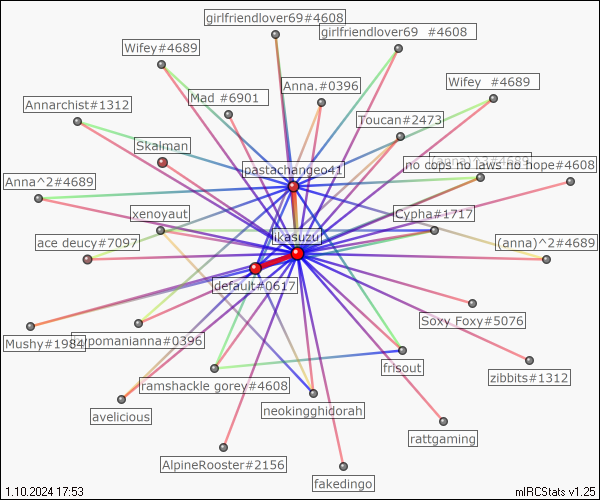 girlfriendlover69#4608
girlfriendlover69 #4608
Wifey#4689
Anna.#0396
Wifey #4689
Mad #6901
Annarchist#1312
Toucan#2473
Skalman
pastachangeo41
no cops no laws no hope#4608
Anna^2#4689
xenoyaut
Cypha#1717
ikasuzu
ace deucy#7097
(anna)^2#4689
default#0617
Soxy Foxy#5076
Mushy#1984
ypomanianna#0396
frisout
zibbits#1312
ramshackle gorey#4608
neokingghidorah
avelicious
rattgaming
AlpineRooster#2156
fakedingo
1.10.2024 17:53
mIRCStats v1.25